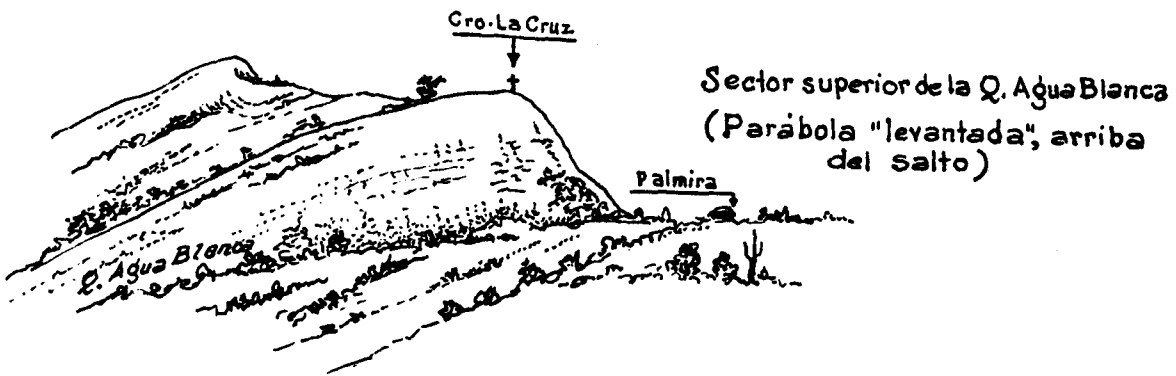 Cro. La Cruz
Sector superior de la Q. Agua Blanca
(Parábola "levantada", arriba
del salto)
Palmira
Q. Agua Blanca